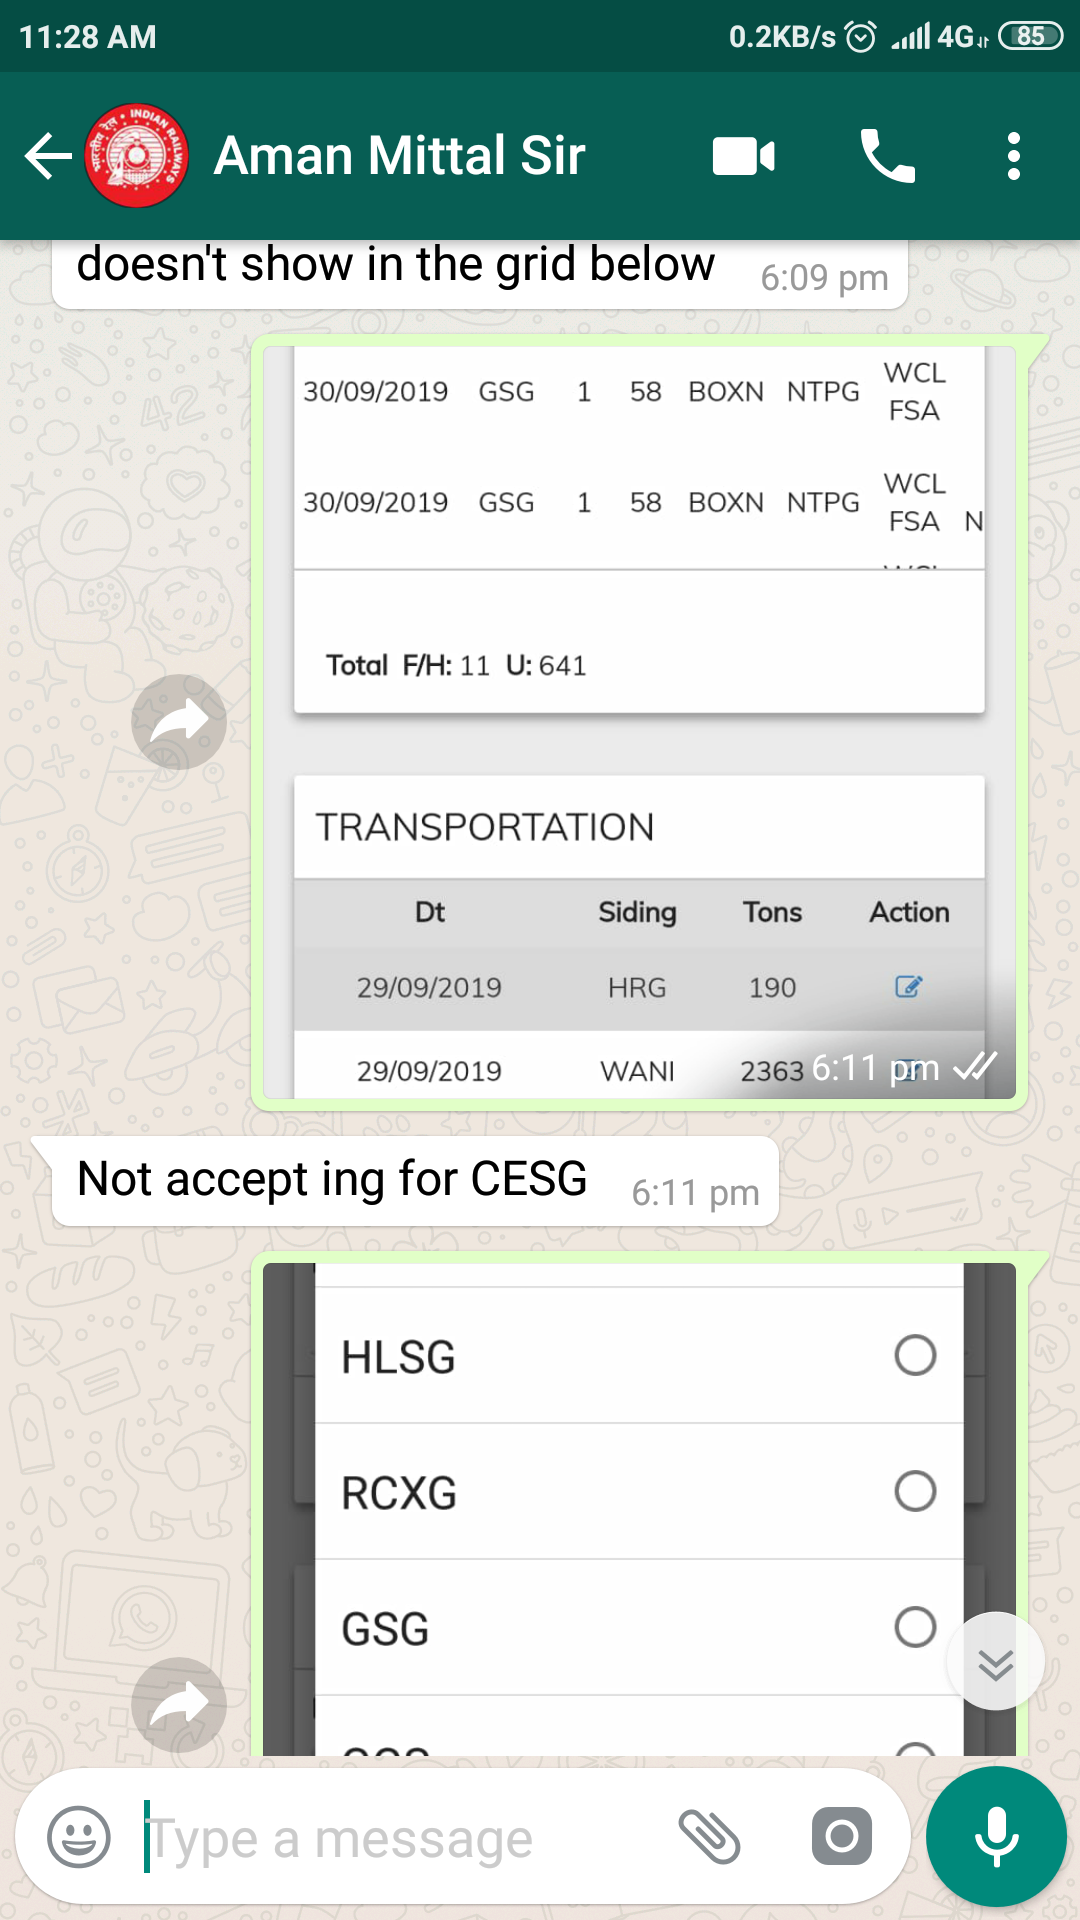 11:28 AM
0.2KB/s 4G 85
Aman Mittal Sir
doesn't show in the grid below 6:09 pm
30/09/2019 GSG 1 58 BOXN NTPG WCL FSA
30/09/2019 GSG 1 58 BOXN NTPG WCL FSA N
Total F/H: 11 U: 641
TRANSPORTATION
Dt Siding Tons Action
29/09/2019 HRG 190
29/09/2019 WANI 2363
6:11 pm
Not accept ing for CESG 6:11 pm
HLSG
RCXG
GSG
Type a message